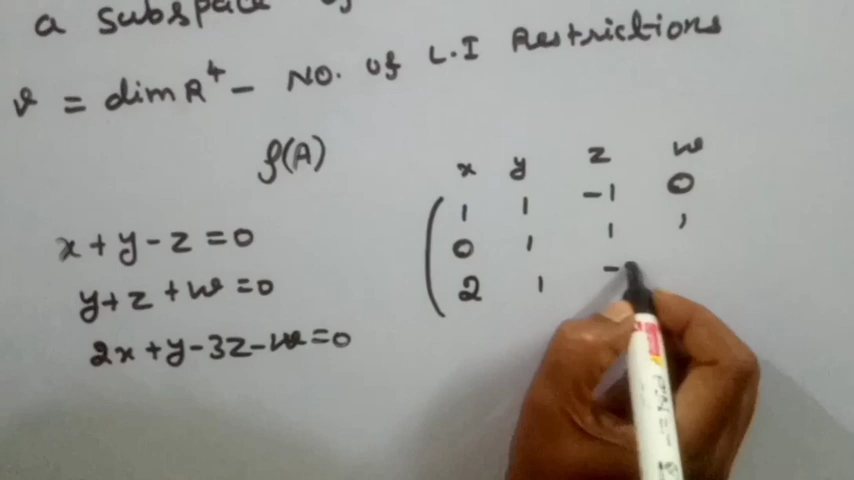 a subspace of
v = dim R⁴ - No. of L.I Restrictions
ρ(A)
x + y - z = 0
y + z + w = 0
2x + y - 3z - w = 0
x y z w
1 1 -1 0
0 1 1 1
2 1 -